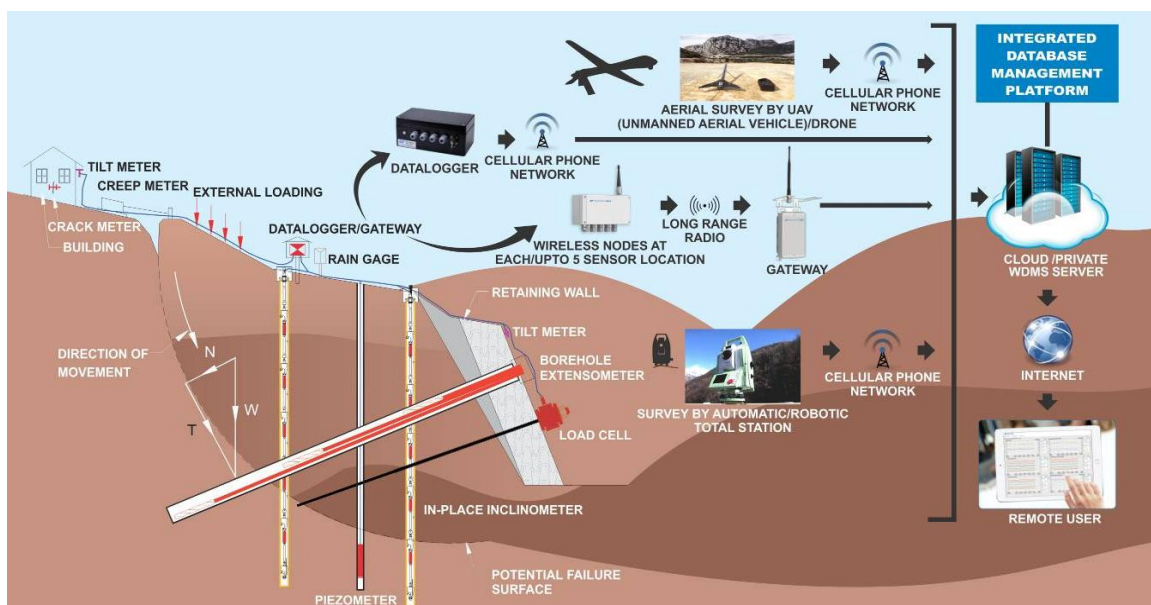 INTEGRATED
DATABASE
MANAGEMENT
PLATFORM
CELLULAR PHONE
NETWORK
AERIAL SURVEY BY UAV
(UNMANNED AERIAL VEHICLE)/DRONE
DATALOGGER
CELLULAR PHONE
NETWORK
TILT METER
CREEP METER
EXTERNAL LOADING
CRACK METER
BUILDING
DATALOGGER/GATEWAY
RAIN GAGE
WIRELESS NODES AT
EACH/UPTO 5 SENSOR LOCATION
LONG RANGE
RADIO
GATEWAY
CLOUD /PRIVATE
WDMS SERVER
RETAINING WALL
TILT METER
DIRECTION OF
MOVEMENT
N
W
T
BOREHOLE
EXTENSOMETER
LOAD CELL
SURVEY BY AUTOMATIC/ROBOTIC
TOTAL STATION
CELLULAR PHONE
NETWORK
INTERNET
REMOTE USER
IN-PLACE INCLINOMETER
POTENTIAL FAILURE
SURFACE
PIEZOMETER